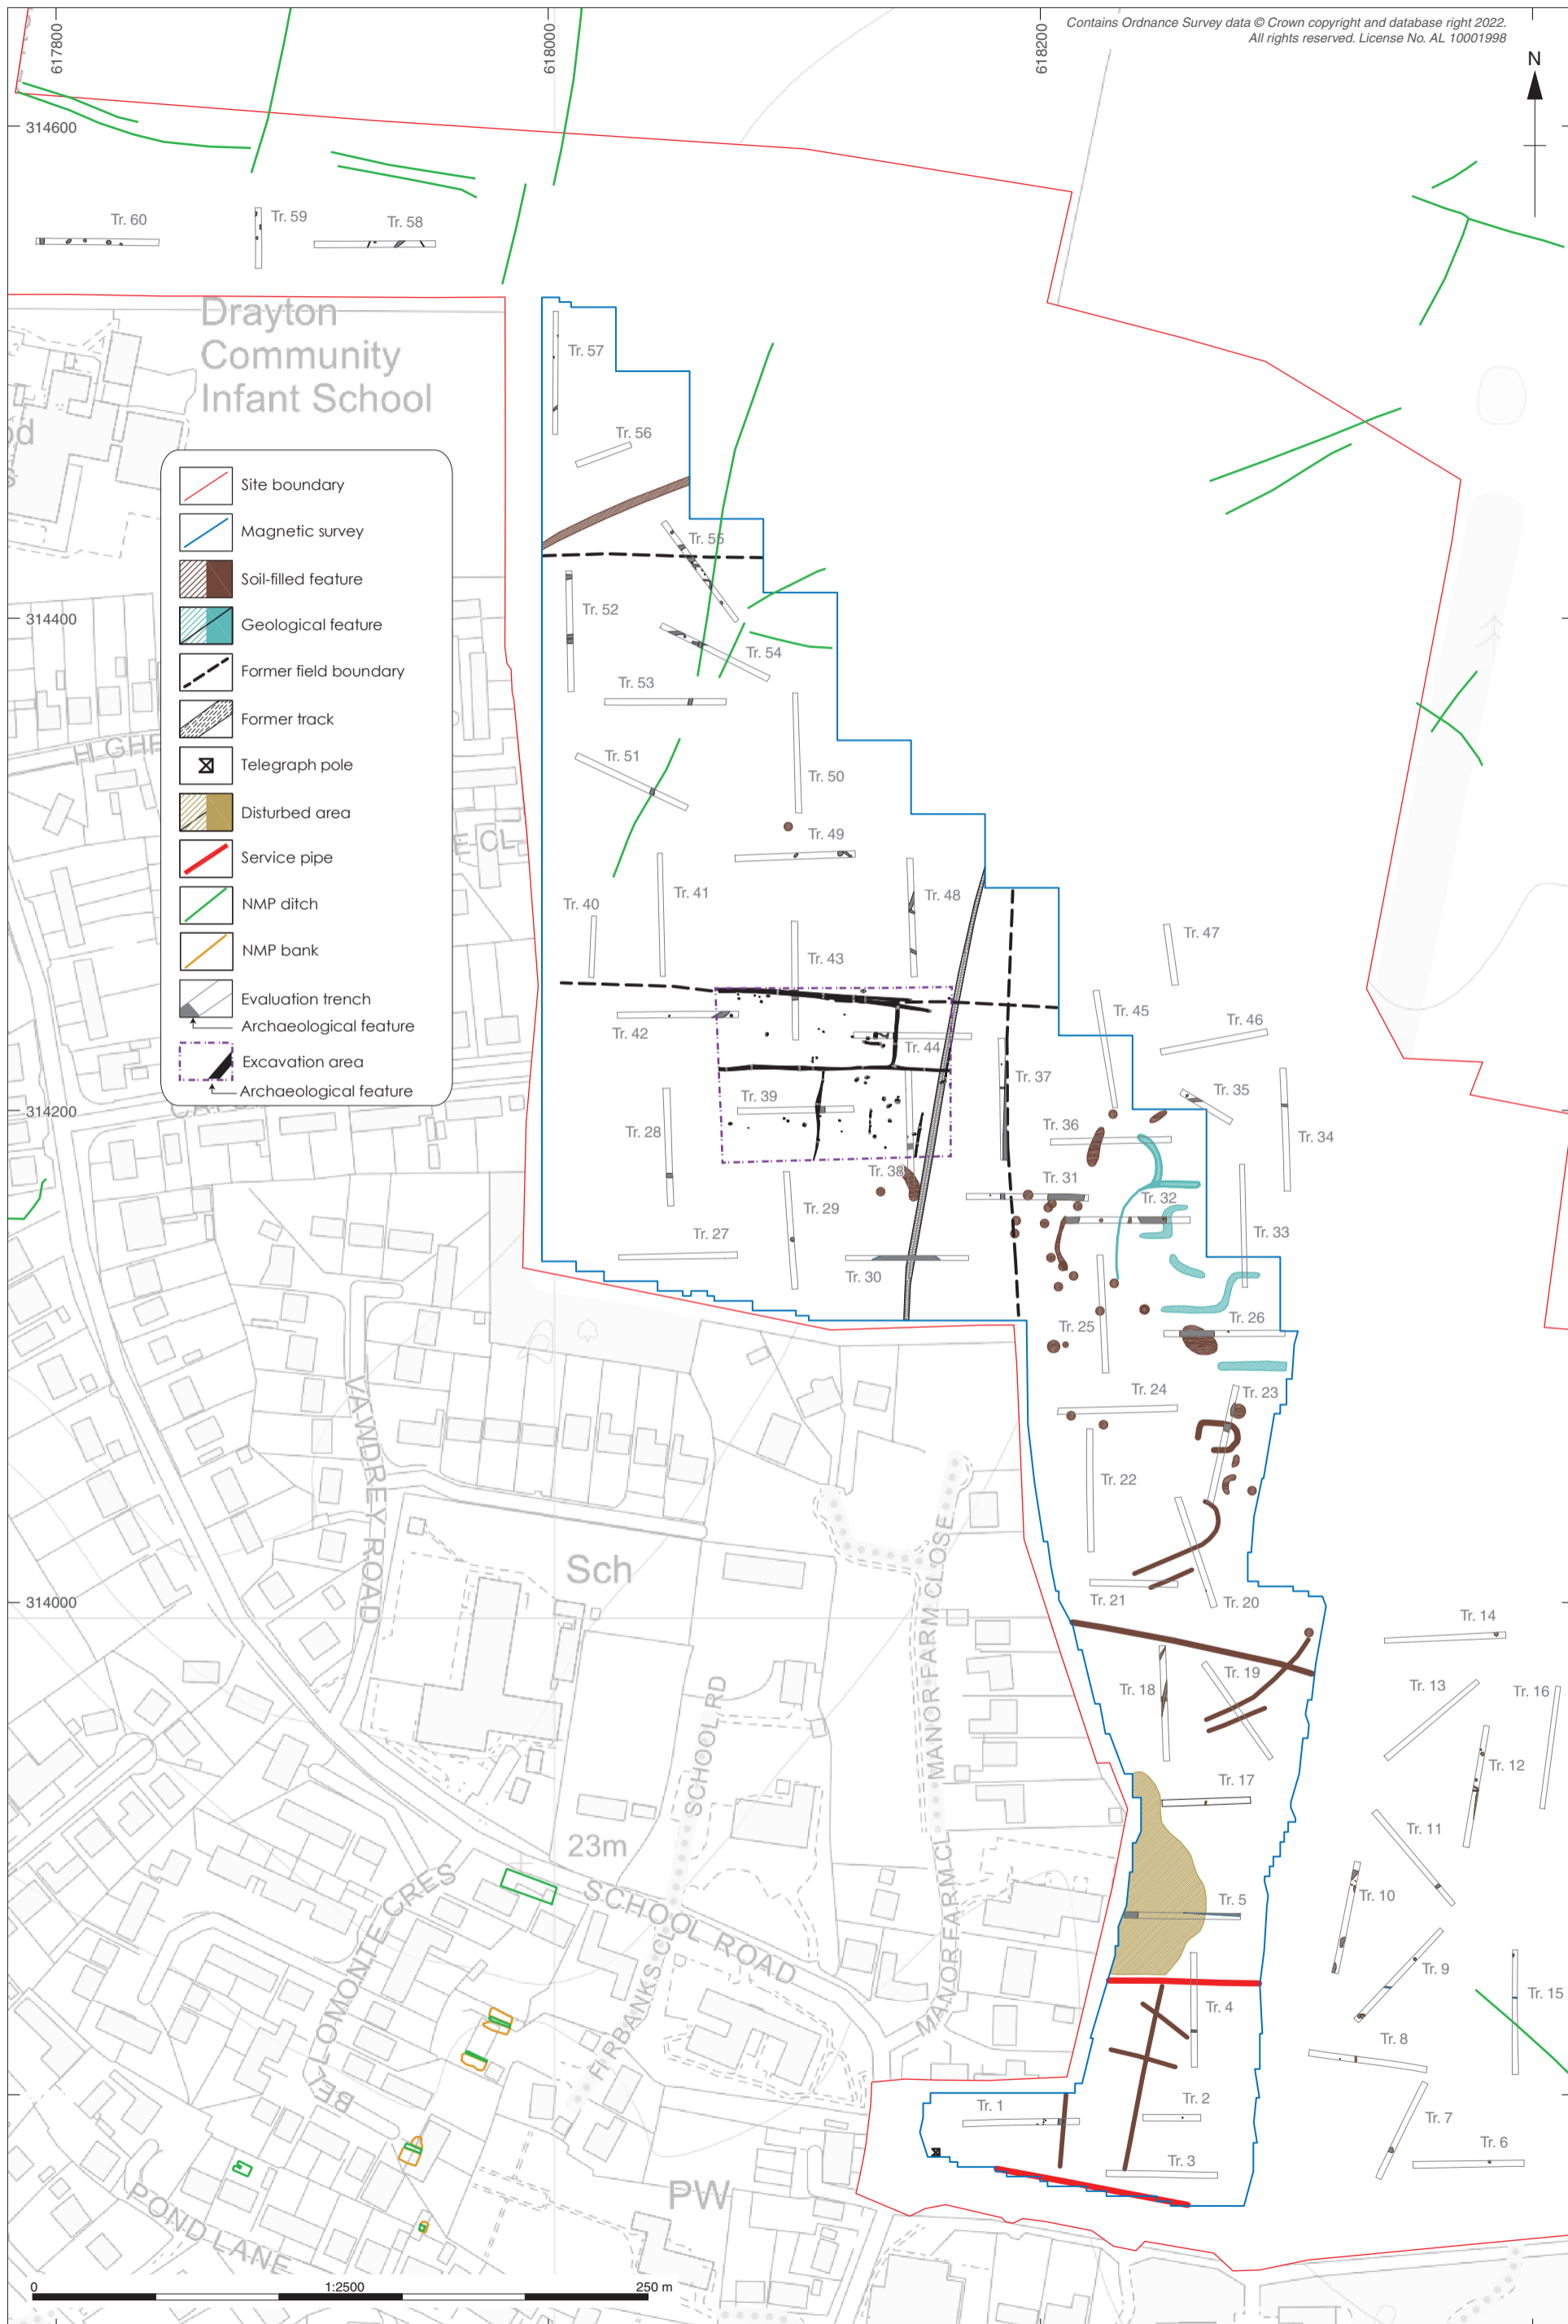 617800
618000
618200
Contains Ordnance Survey data © Crown copyright and database right 2022.
All rights reserved. License No. AL 10001998
N
314600
Tr. 60
Tr. 59
Tr. 58
Drayton
Community
Infant School
Tr. 57
Tr. 56
Site boundary
Magnetic survey
Soil-filled feature
Geological feature
Former field boundary
Former track
Telegraph pole
Disturbed area
Service pipe
NMP ditch
NMP bank
Evaluation trench
Archaeological feature
Excavation area
Archaeological feature
Tr. 55
314400
Tr. 52
Tr. 54
Tr. 53
Tr. 51
Tr. 50
Tr. 49
E CL
Tr. 41
Tr. 48
Tr. 40
Tr. 47
Tr. 43
Tr. 45
Tr. 46
Tr. 42
Tr. 44
Tr. 37
Tr. 35
Tr. 39
314200
Tr. 36
Tr. 28
Tr. 34
Tr. 38
Tr. 31
Tr. 32
Tr. 29
Tr. 33
Tr. 27
Tr. 30
Tr. 26
Tr. 25
Tr. 24
Tr. 23
VAWDREY ROAD
Tr. 22
Sch
MANOR FARM CLOSE
Tr. 21
Tr. 20
314000
Tr. 14
Tr. 19
Tr. 18
Tr. 13
Tr. 16
SCHOOL RD
Tr. 12
Tr. 17
Tr. 11
23m
Tr. 10
Tr. 5
SCHOOL ROAD
MANOR FARM CL
Tr. 9
Tr. 15
Tr. 4
BELLOMONTE CRES
FIRBANKS CL
Tr. 8
Tr. 7
Tr. 1
Tr. 2
Tr. 6
Tr. 3
PW
POND LANE
0
1:2500
250 m